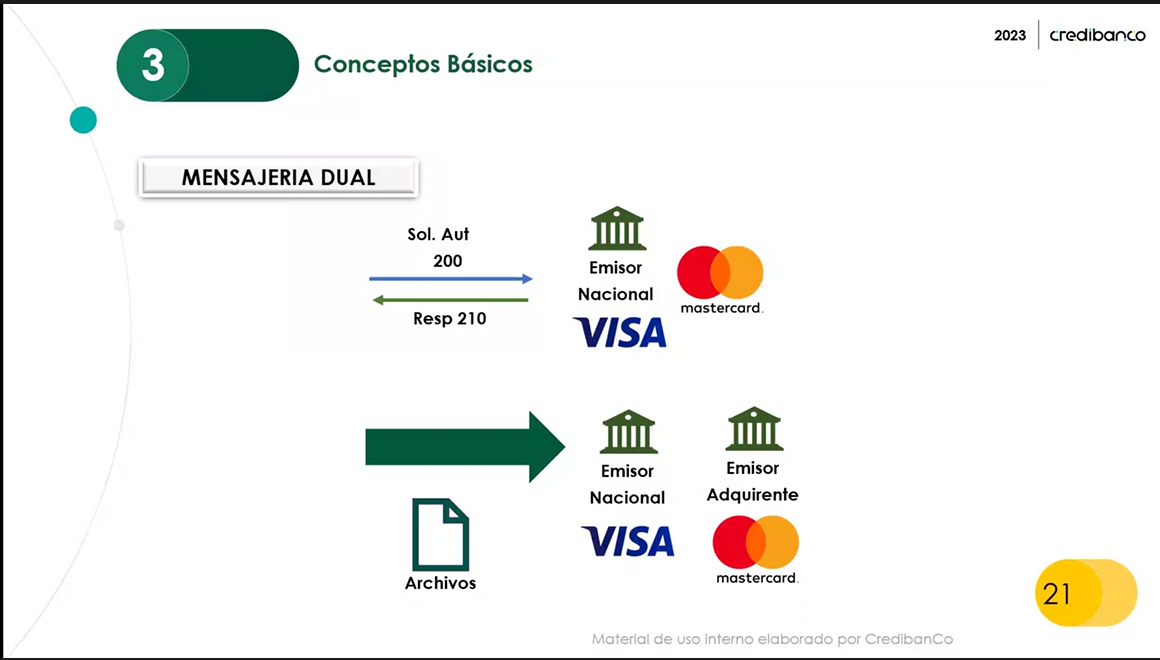 2023
credibanco
3
Conceptos Básicos
MENSAJERIA DUAL
Sol. Aut
200
Resp 210
Emisor
Nacional
VISA
mastercard.
Archivos
Emisor
Nacional
VISA
Emisor
Adquirente
mastercard.
21
Material de uso interno elaborado por CredibanCo